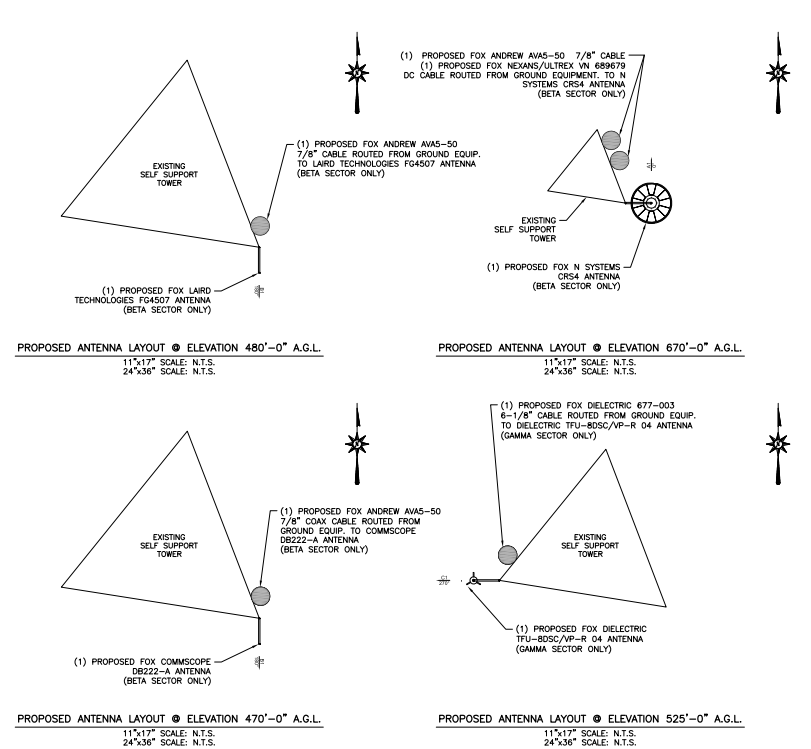 (1) PROPOSED FOX ANDREW AVA5-50
7/8" CABLE ROUTED FROM GROUND EQUIP.
TO LAIRD TECHNOLOGIES FG4507 ANTENNA
(BETA SECTOR ONLY)
EXISTING
SELF SUPPORT
TOWER
(1) PROPOSED FOX LAIRD
TECHNOLOGIES FG4507 ANTENNA
(BETA SECTOR ONLY)
PROPOSED ANTENNA LAYOUT @ ELEVATION 480'-0" A.G.L.
11"x17" SCALE: N.T.S.
24"x36" SCALE: N.T.S.
(1) PROPOSED FOX ANDREW AVA5-50 7/8" CABLE
(1) PROPOSED FOX NEXANS/ULTREX VN 689679
DC CABLE ROUTED FROM GROUND EQUIPMENT. TO N
SYSTEMS CRS4 ANTENNA
(BETA SECTOR ONLY)
EXISTING
SELF SUPPORT
TOWER
(1) PROPOSED FOX N SYSTEMS
CRS4 ANTENNA
(BETA SECTOR ONLY)
PROPOSED ANTENNA LAYOUT @ ELEVATION 670'-0" A.G.L.
11"x17" SCALE: N.T.S.
24"x36" SCALE: N.T.S.
(1) PROPOSED FOX ANDREW AVA5-50
7/8" COAX CABLE ROUTED FROM
GROUND EQUIP. TO COMMSCOPE
DB222-A ANTENNA
(BETA SECTOR ONLY)
EXISTING
SELF SUPPORT
TOWER
(1) PROPOSED FOX COMMSCOPE
DB222-A ANTENNA
(BETA SECTOR ONLY)
PROPOSED ANTENNA LAYOUT @ ELEVATION 470'-0" A.G.L.
11"x17" SCALE: N.T.S.
24"x36" SCALE: N.T.S.
(1) PROPOSED FOX DIELECTRIC 677-003
6-1/8" CABLE ROUTED FROM GROUND EQUIP.
TO DIELECTRIC TFU-8DSC/VP-R 04 ANTENNA
(GAMMA SECTOR ONLY)
EXISTING
SELF SUPPORT
TOWER
G1
270°
(1) PROPOSED FOX DIELECTRIC
TFU-8DSC/VP-R 04 ANTENNA
(GAMMA SECTOR ONLY)
PROPOSED ANTENNA LAYOUT @ ELEVATION 525'-0" A.G.L.
11"x17" SCALE: N.T.S.
24"x36" SCALE: N.T.S.